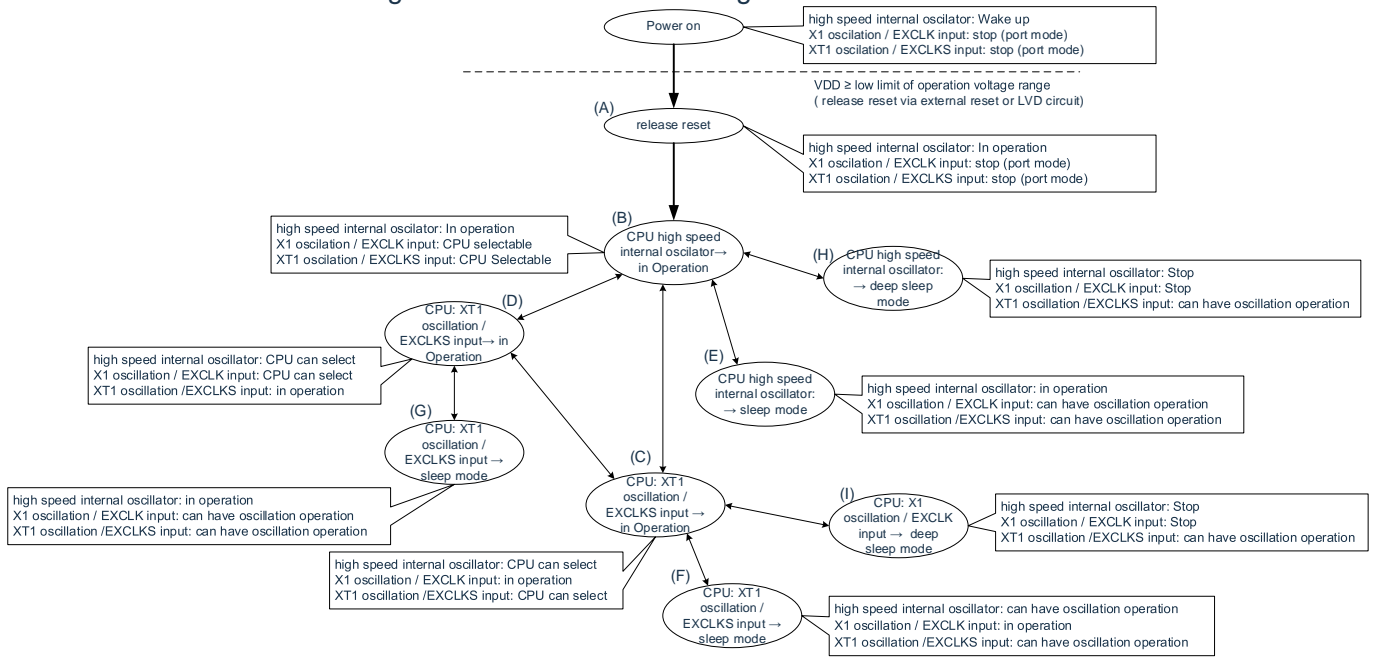 Power on
high speed internal oscilator: Wake up
X1 oscilation / EXCLK input: stop (port mode)
XT1 oscilation / EXCLKS input: stop (port mode)
VDD ≥ low limit of operation voltage range
( release reset via external reset or LVD circuit)
(A)
release reset
high speed internal oscilator: In operation
X1 oscilation / EXCLK input: stop (port mode)
XT1 oscilation / EXCLKS input: stop (port mode)
(B)
CPU high speed
internal oscilator→
in Operation
high speed internal oscilator: In operation
X1 oscilation / EXCLK input: CPU selectable
XT1 oscilation / EXCLKS input: CPU Selectable
(H)
CPU high speed
internal oscillator:
→ deep sleep
mode
high speed internal oscillator: Stop
X1 oscillation / EXCLK input: Stop
XT1 oscillation /EXCLKS input: can have oscillation operation
(D)
CPU: XT1
oscillation /
EXCLKS input→ in
Operation
high speed internal oscillator: CPU can select
X1 oscillation / EXCLK input: CPU can select
XT1 oscillation /EXCLKS input: in operation
(E)
CPU high speed
internal oscillator:
→ sleep mode
high speed internal oscillator: in operation
X1 oscillation / EXCLK input: can have oscillation operation
XT1 oscillation /EXCLKS input: can have oscillation operation
(G)
CPU: XT1
oscillation /
EXCLKS input →
sleep mode
high speed internal oscillator: in operation
X1 oscillation / EXCLK input: can have oscillation operation
XT1 oscillation /EXCLKS input: can have oscillation operation
(C)
CPU: XT1
oscillation /
EXCLKS input →
in Operation
high speed internal oscillator: CPU can select
X1 oscillation / EXCLK input: in operation
XT1 oscillation /EXCLKS input: CPU can select
(I)
CPU: X1
oscillation / EXCLK
input → deep
sleep mode
high speed internal oscillator: Stop
X1 oscillation / EXCLK input: Stop
XT1 oscillation /EXCLKS input: can have oscillation operation
(F)
CPU: XT1
oscillation /
EXCLKS input →
sleep mode
high speed internal oscillator: can have oscillation operation
X1 oscillation / EXCLK input: in operation
XT1 oscillation /EXCLKS input: can have oscillation operation